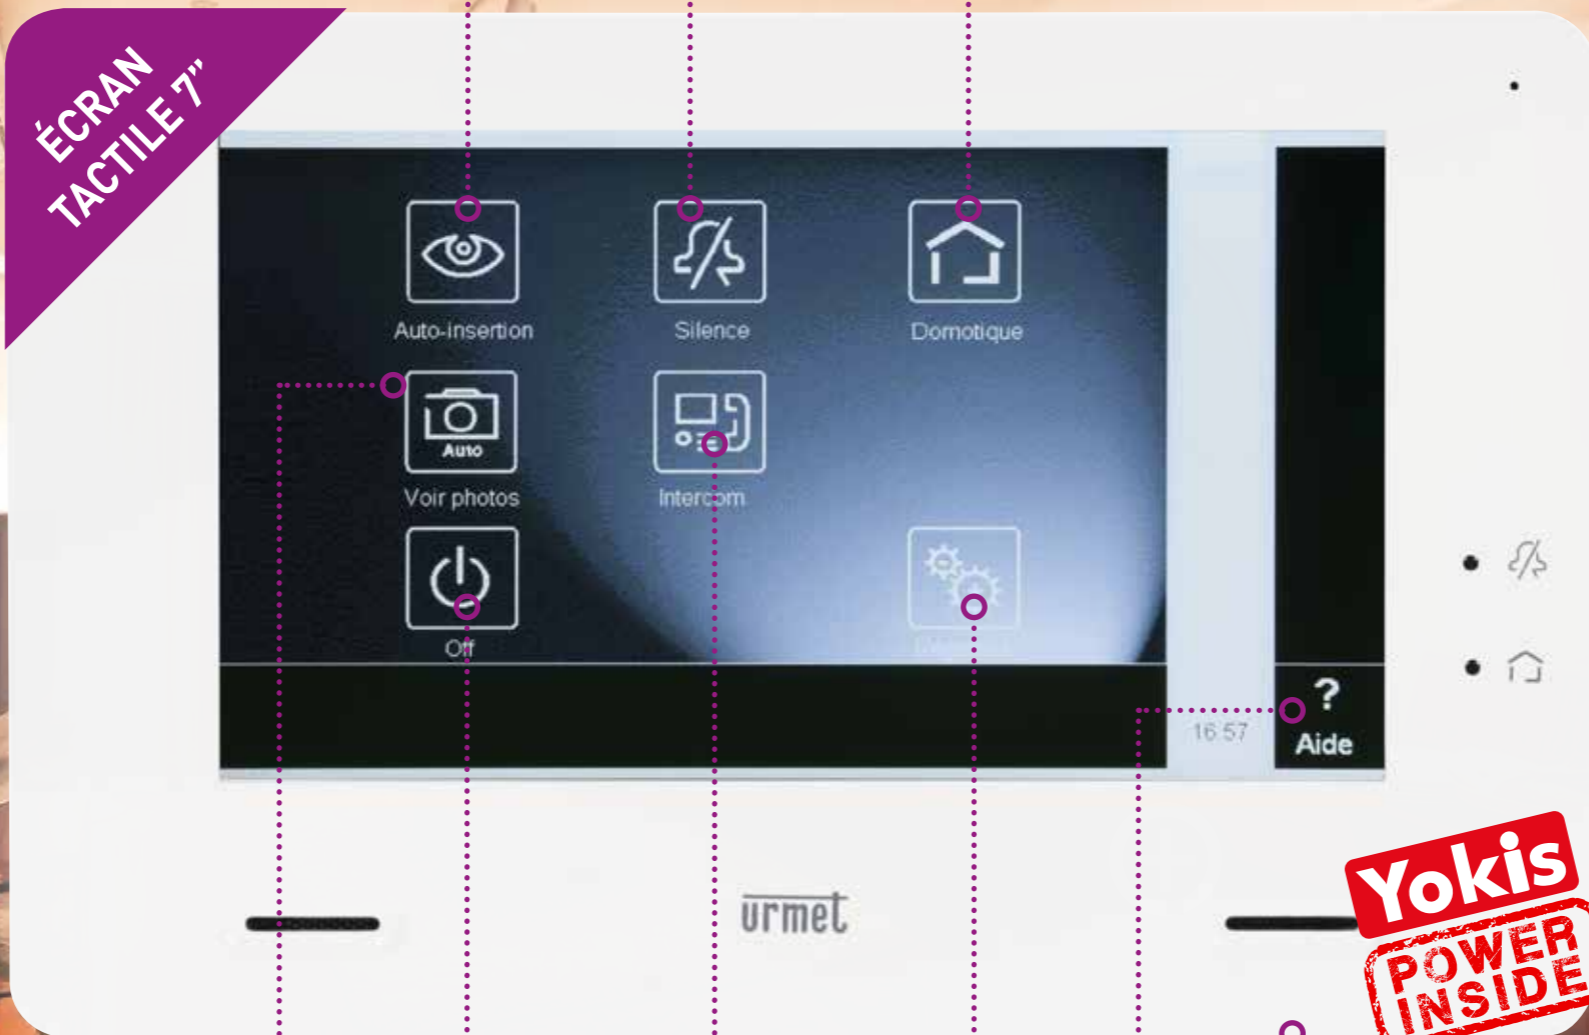 ÉCRAN
TACTILE 7"
Auto-insertion
Silence
Domotique
Auto
Voir photos
Intercom
Off
?
16:57
Aide
urmet
Yokis
POWER
INSIDE